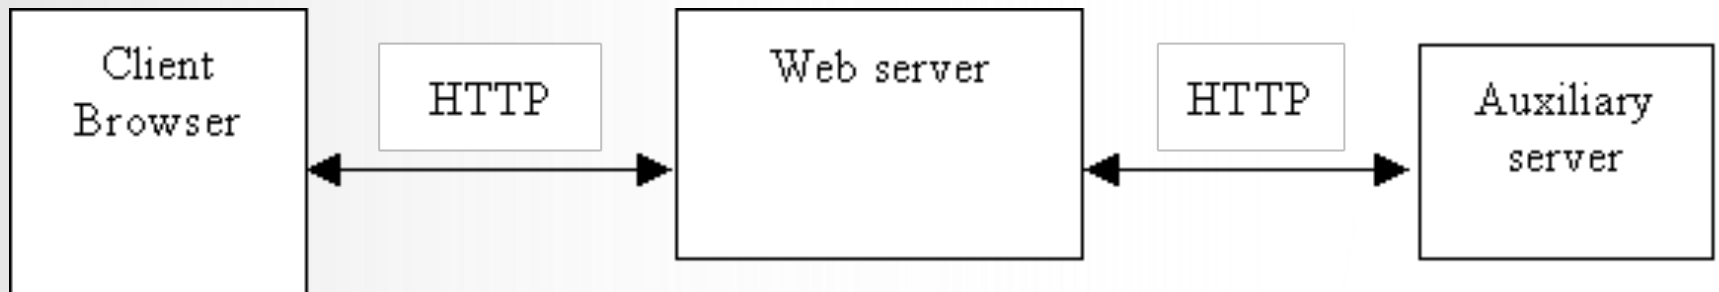 Client
Browser
HTTP
Web server
HTTP
Auxiliary
server